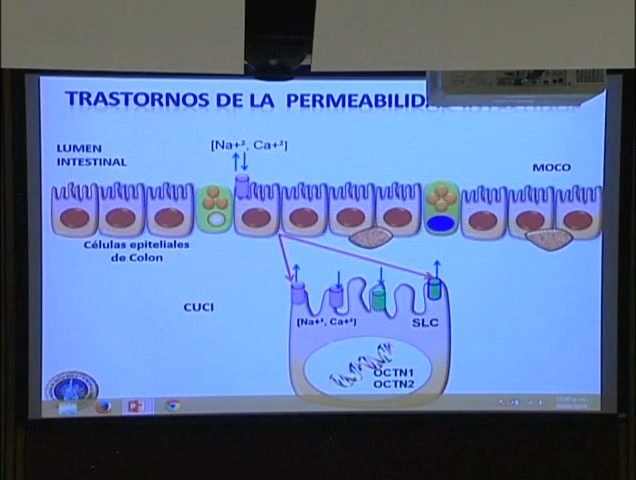 TRASTORNOS DE LA PERMEABILIDA
[Na+², Ca+²]
LUMEN
INTESTINAL
MOCO
Células epiteliales
de Colon
CUCI
[Na+², Ca+²]
SLC
OCTN1
OCTN2